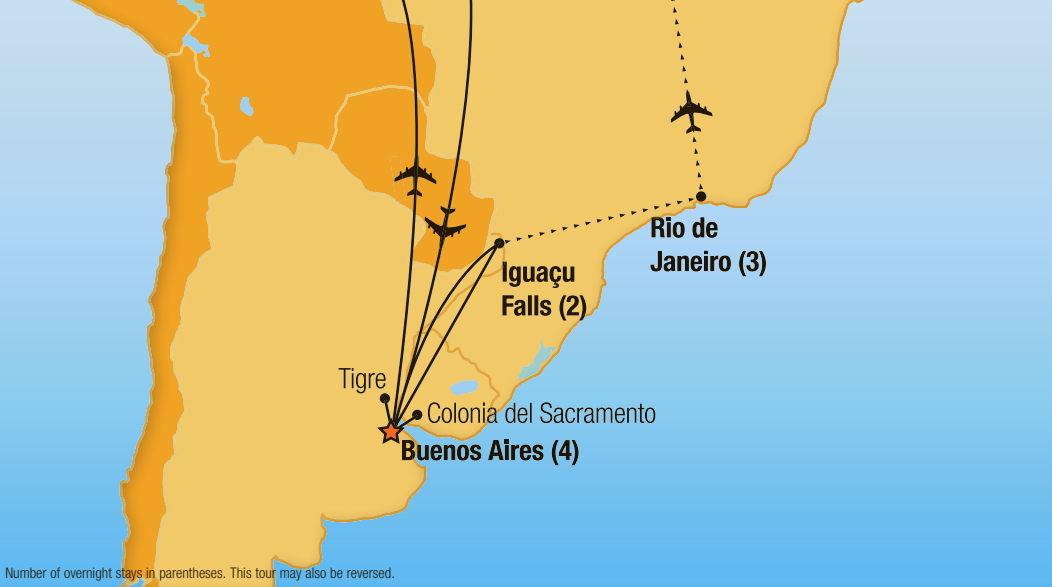 Rio de
Janeiro (3)
Iguaçu
Falls (2)
Tigre
Colonia del Sacramento
Buenos Aires (4)
Number of overnight stays in parentheses. This tour may also be reversed.